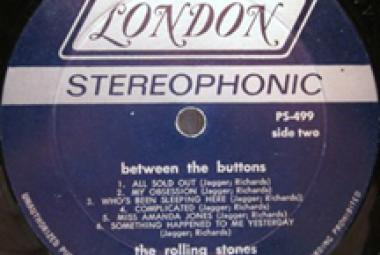 LONDON
STEREOPHONIC
PS-499
side two
between the buttons
1. ALL SOLD OUT (Jagger; Richards)
2. MY OBSESSION (Jagger; Richards)
3. WHO'S BEEN SLEEPING HERE (Jagger; Richards)
4. COMPLICATED (Jagger; Richards)
5. MISS AMANDA JONES (Jagger; Richards)
6. SOMETHING HAPPENED TO ME YESTERDAY
(Jagger; Richards)
the rolling stones
UNAUTHORIZED
PROHIBITED